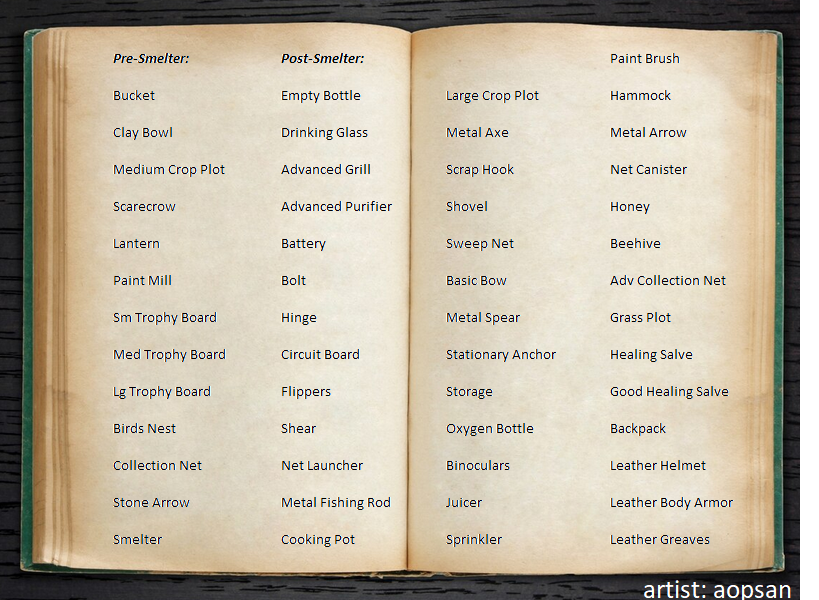 Pre-Smelter:
Bucket
Clay Bowl
Medium Crop Plot
Scarecrow
Lantern
Paint Mill
Sm Trophy Board
Med Trophy Board
Lg Trophy Board
Birds Nest
Collection Net
Stone Arrow
Smelter
Post-Smelter:
Empty Bottle
Drinking Glass
Advanced Grill
Advanced Purifier
Battery
Bolt
Hinge
Circuit Board
Flippers
Shear
Net Launcher
Metal Fishing Rod
Cooking Pot
Large Crop Plot
Metal Axe
Scrap Hook
Shovel
Sweep Net
Basic Bow
Metal Spear
Stationary Anchor
Storage
Oxygen Bottle
Binoculars
Juicer
Sprinkler
Paint Brush
Hammock
Metal Arrow
Net Canister
Honey
Beehive
Adv Collection Net
Grass Plot
Healing Salve
Good Healing Salve
Backpack
Leather Helmet
Leather Body Armor
Leather Greaves
artist: aopsan